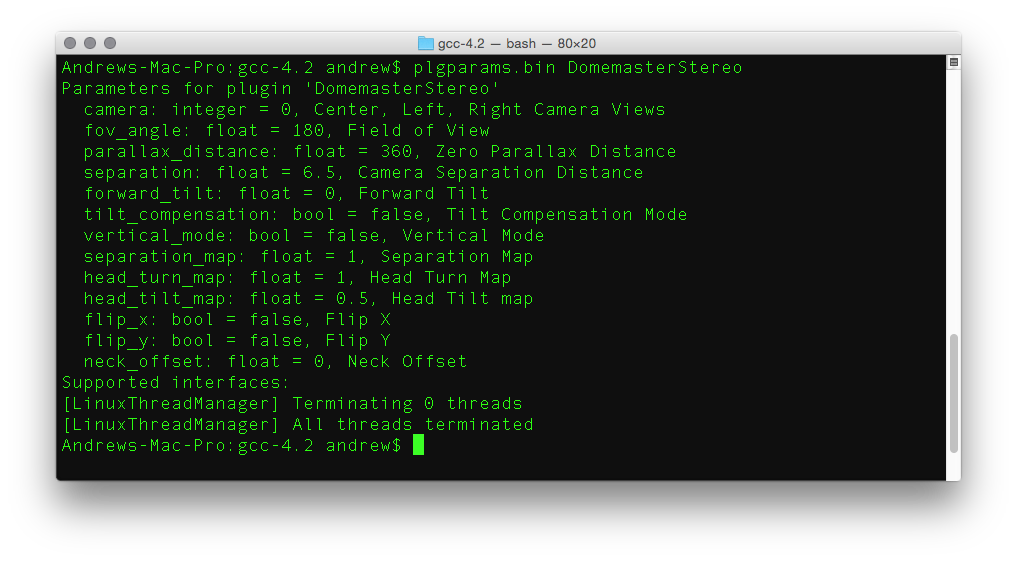 gcc-4.2 — bash — 80×20
Andrews-Mac-Pro:gcc-4.2 andrew$ plgparams.bin DomemasterStereo
Parameters for plugin 'DomemasterStereo'
  camera: integer = 0, Center, Left, Right Camera Views
  fov_angle: float = 180, Field of View
  parallax_distance: float = 360, Zero Parallax Distance
  separation: float = 6.5, Camera Separation Distance
  forward_tilt: float = 0, Forward Tilt
  tilt_compensation: bool = false, Tilt Compensation Mode
  vertical_mode: bool = false, Vertical Mode
  separation_map: float = 1, Separation Map
  head_turn_map: float = 1, Head Turn Map
  head_tilt_map: float = 0.5, Head Tilt map
  flip_x: bool = false, Flip X
  flip_y: bool = false, Flip Y
  neck_offset: float = 0, Neck Offset
Supported interfaces:
[LinuxThreadManager] Terminating 0 threads
[LinuxThreadManager] All threads terminated
Andrews-Mac-Pro:gcc-4.2 andrew$